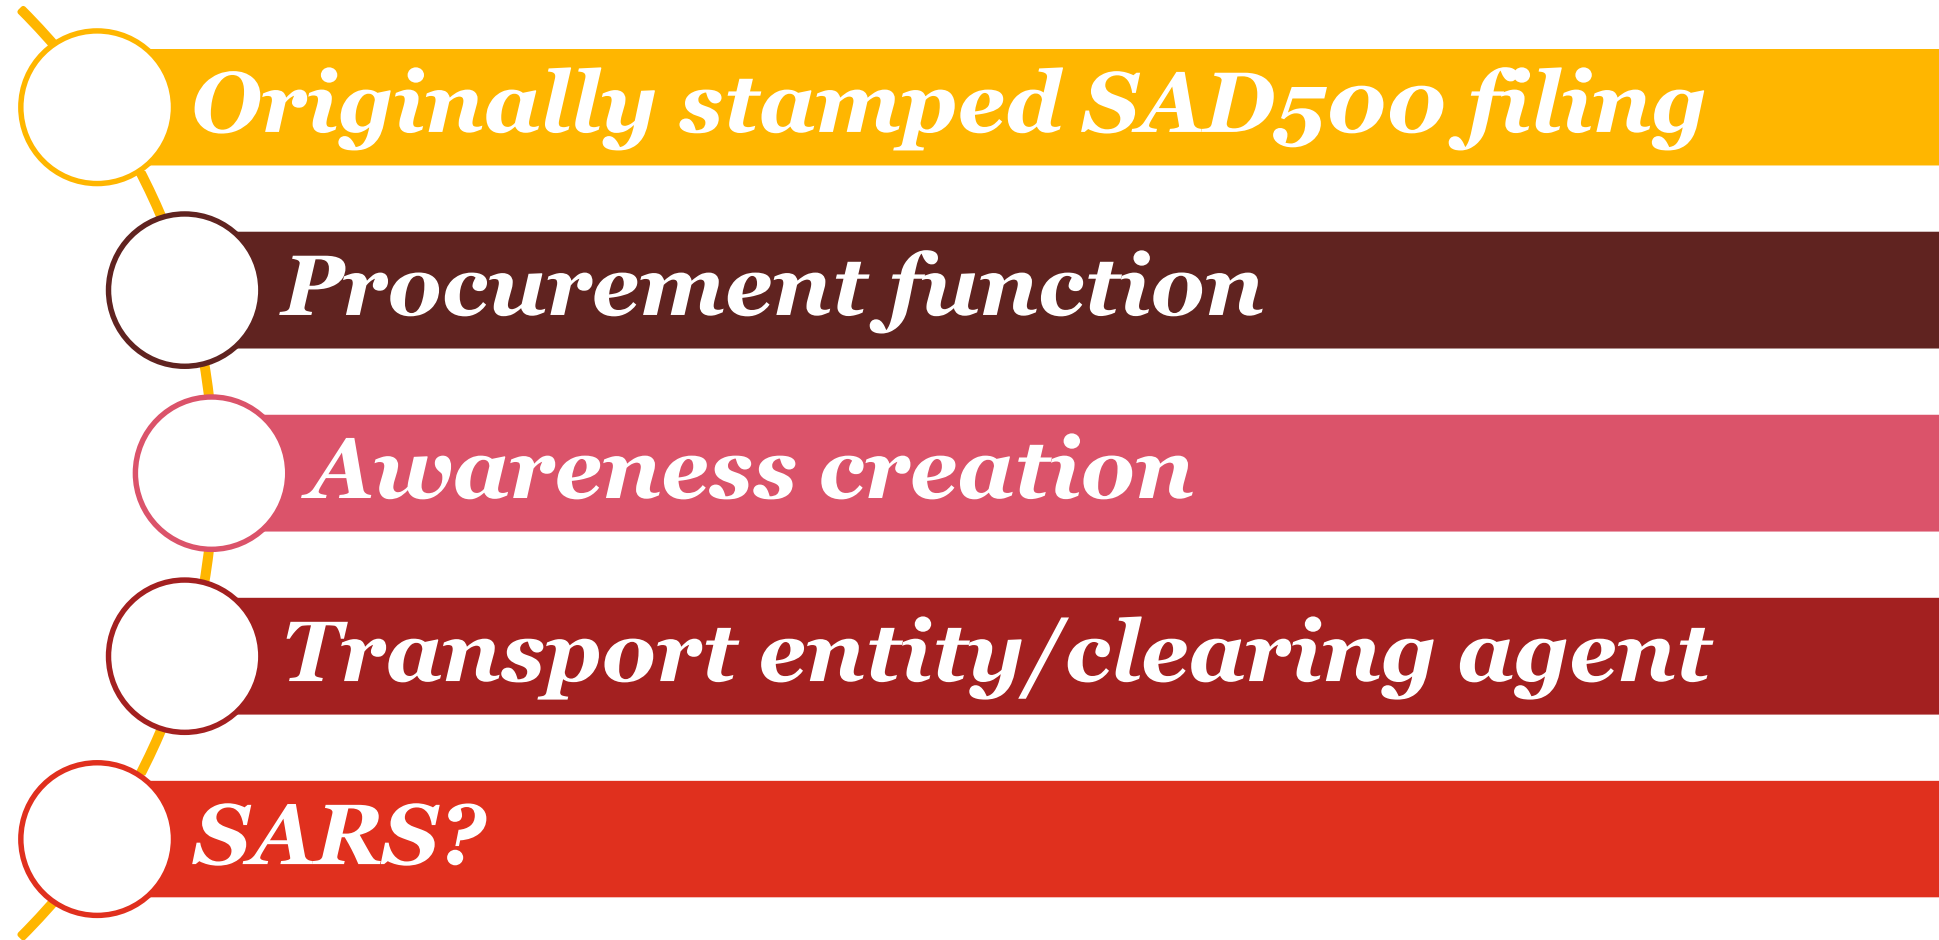 Originally stamped SAD500 filing
Procurement function
Awareness creation
Transport entity/clearing agent
SARS?